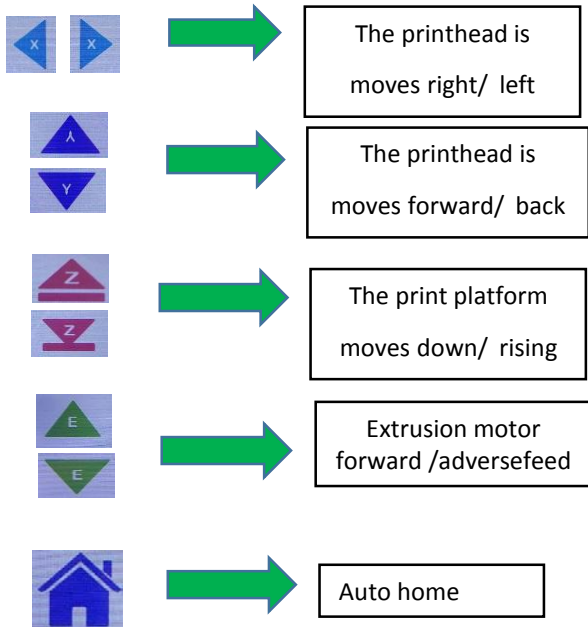 X X
The printhead is
moves right/ left
Y
Y
The printhead is
moves forward/ back
Z
Z
The print platform
moves down/ rising
E
E
Extrusion motor
forward /adversefeed
Auto home